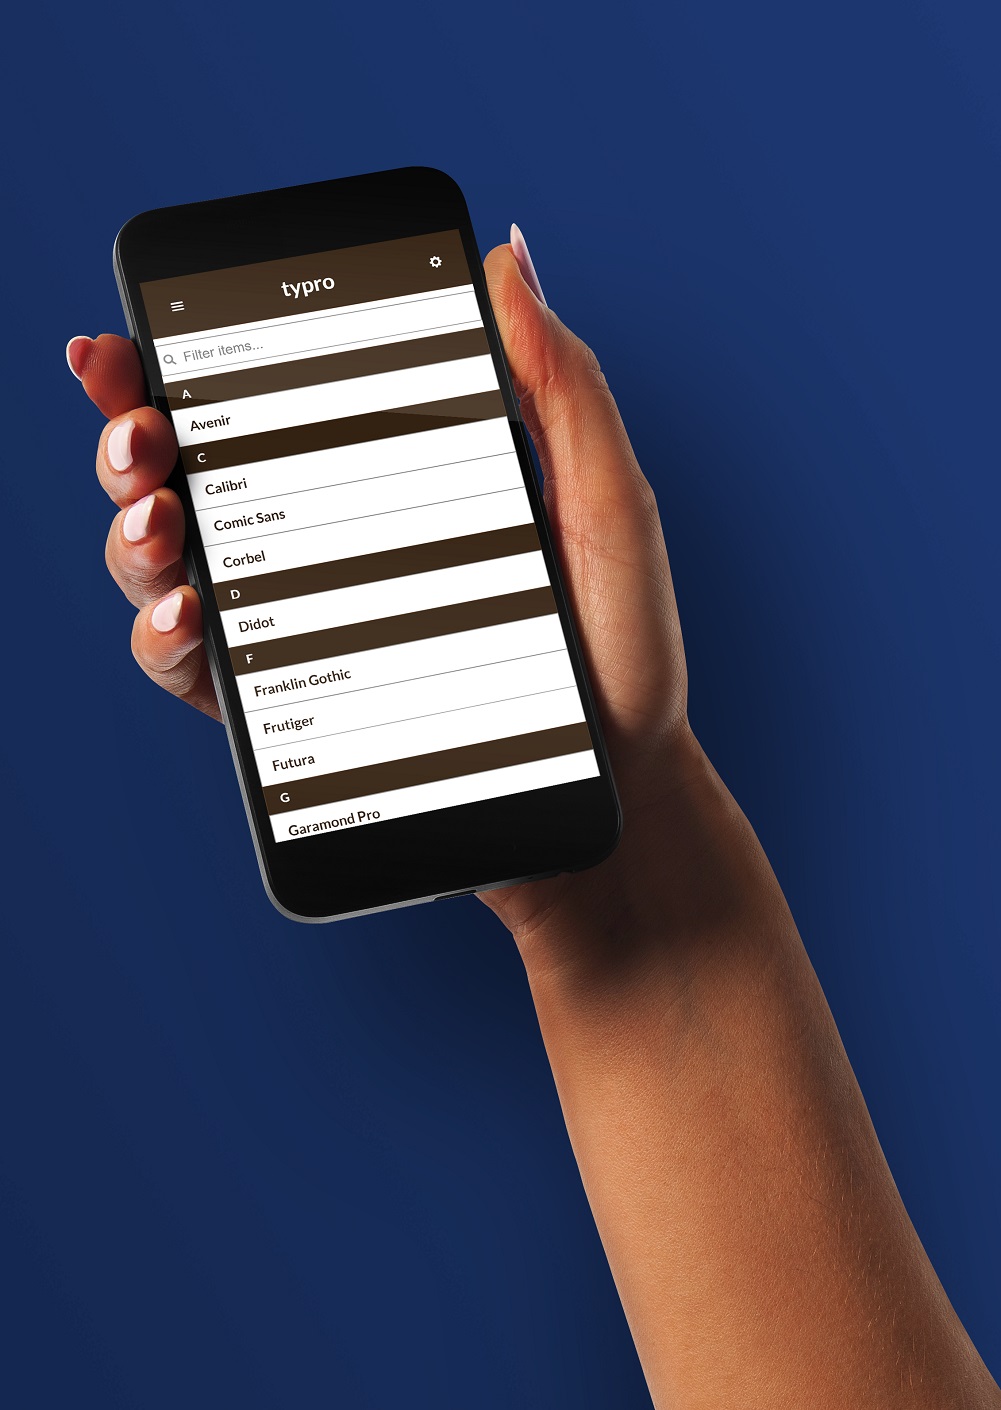 typro
Filter items...
A
Avenir
C
Calibri
Comic Sans
Corbel
D
Didot
F
Franklin Gothic
Frutiger
Futura
G
Garamond Pro